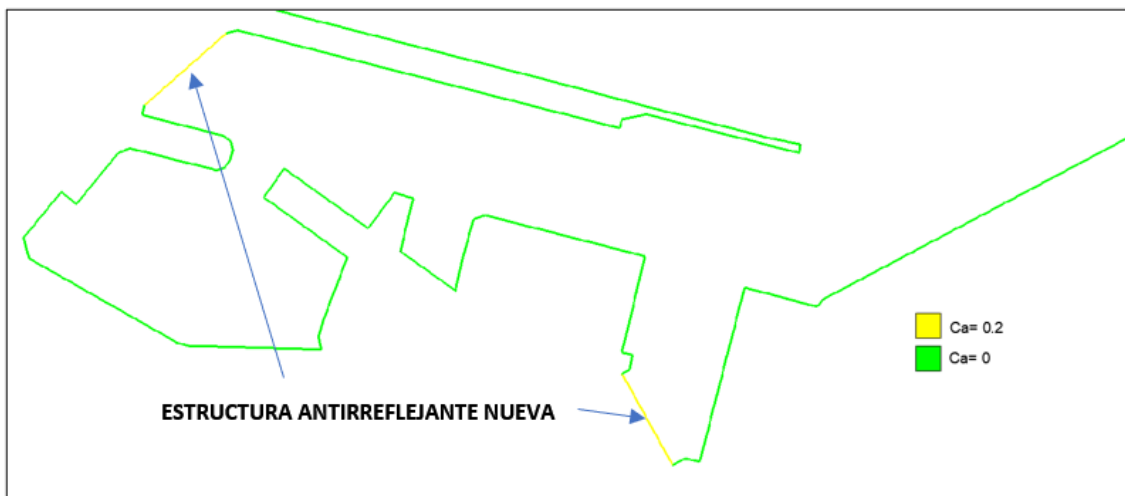 Ca= 0.2
Ca= 0
ESTRUCTURA ANTIRREFLEJANTE NUEVA